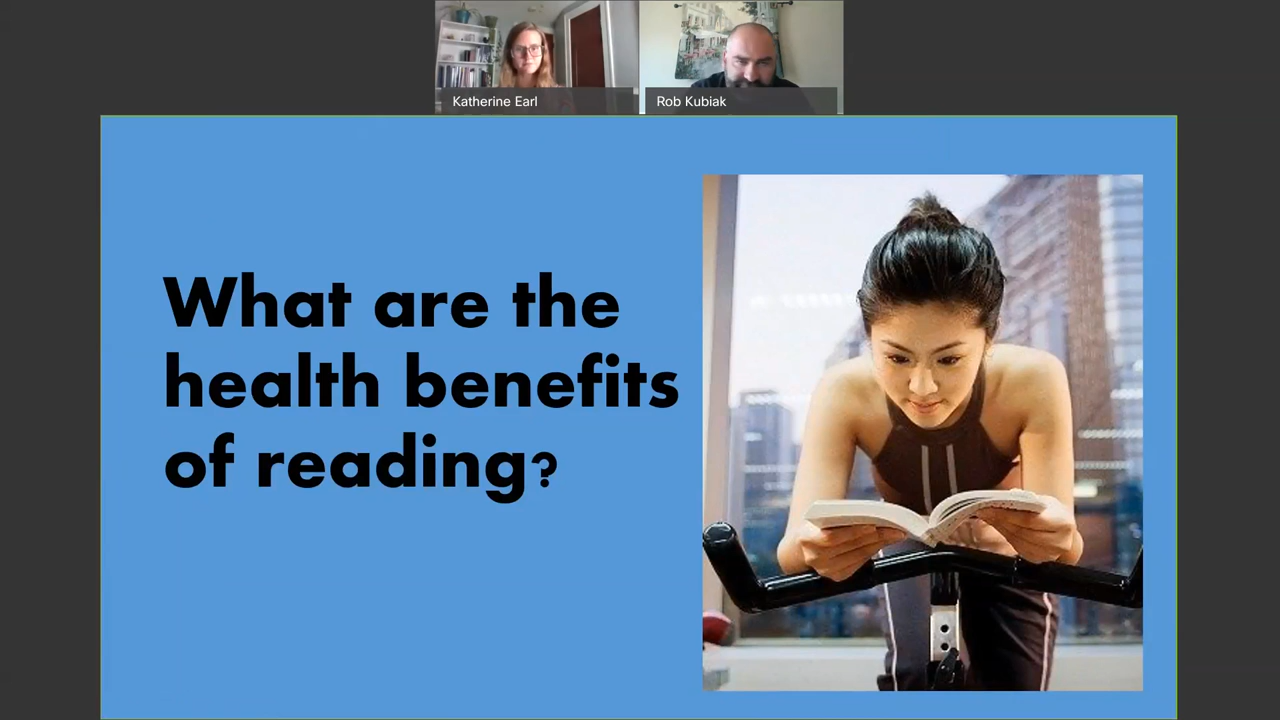 Katherine Earl
Rob Kubiak
What are the
health benefits
of reading?